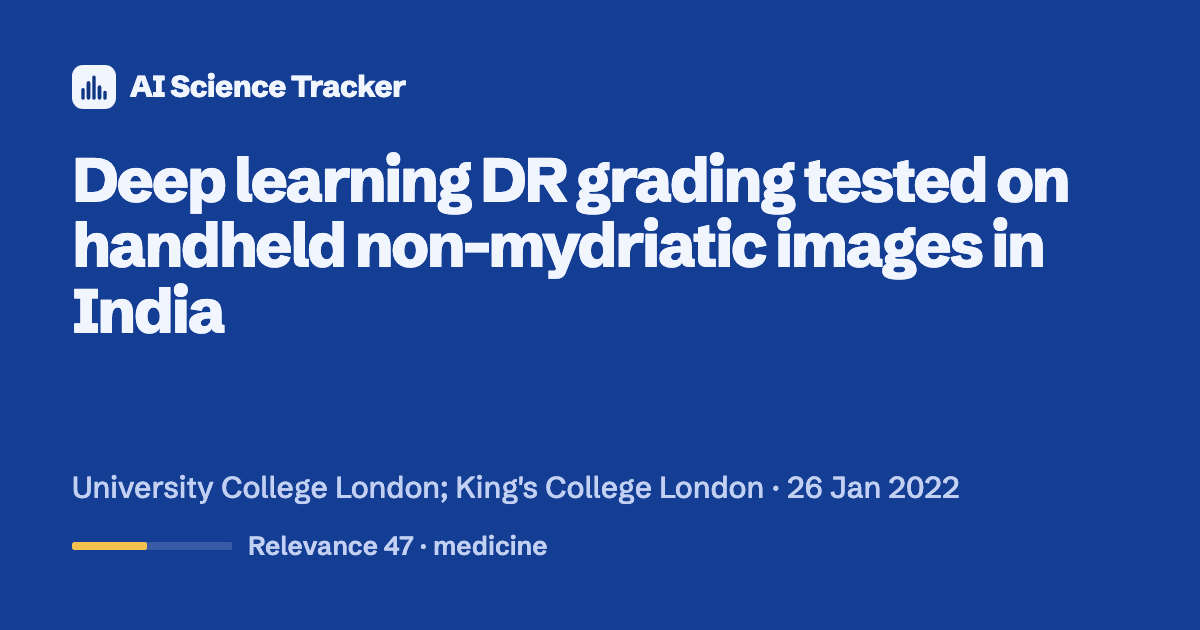 AI Science Tracker
Deep learning DR grading tested on
handheld non-mydriatic images in
India
University College London; King's College London · 26 Jan 2022
Relevance 47 · medicine